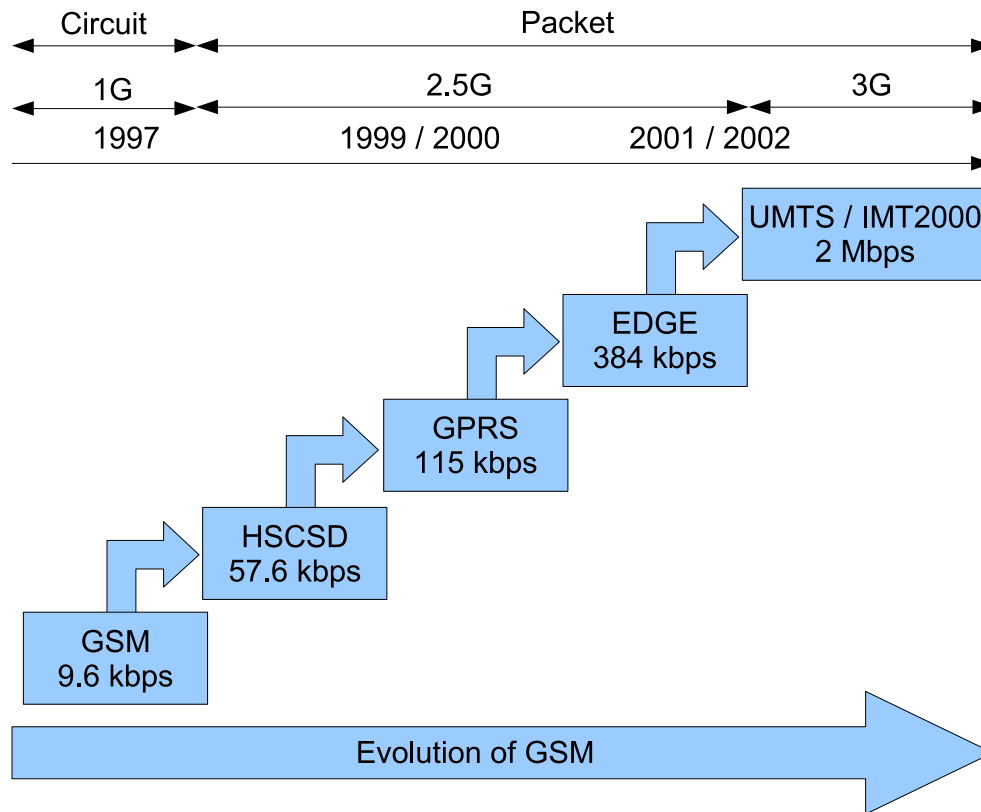 Circuit
Packet
1G
2.5G
3G
1997
1999 / 2000
2001 / 2002
UMTS / IMT2000
2 Mbps
EDGE
384 kbps
GPRS
115 kbps
HSCSD
57.6 kbps
GSM
9.6 kbps
Evolution of GSM